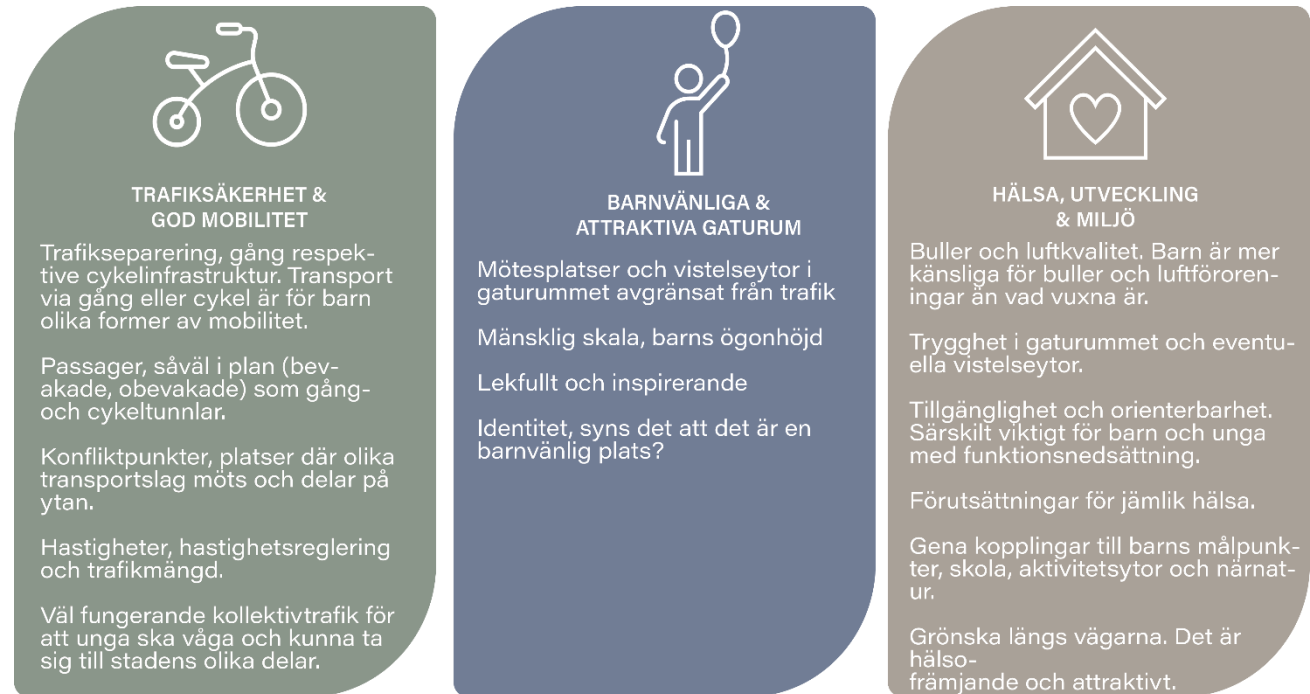 TRAFIKSÄKERHET &
GOD MOBILITET
Trafikseparering, gång respek-
tive cykelinfrastruktur. Transport
via gång eller cykel är för barn
olika former av mobilitet.
Passager, såväl i plan (bev-
akade, obevakade) som gång-
och cykeltunnlar.
Konfliktpunkter, platser där olika
transportslag möts och delar på
ytan.
Hastigheter, hastighetsreglering
och trafikmängd.
Väl fungerande kollektivtrafik för
att unga ska våga och kunna ta
sig till stadens olika delar.
BARNVÄNLIGA &
ATTRAKTIVA GATURUM
Mötesplatser och vistelseytor i
gaturummet avgränsat från trafik
Mänsklig skala, barns ögonhöjd
Lekfullt och inspirerande
Identitet, syns det att det är en
barnvänlig plats?
HÄLSA, UTVECKLING
& MILJÖ
Buller och luftkvalitet. Barn är mer
känsliga för buller och luftföroren-
ingar än vad vuxna är.
Trygghet i gaturummet och eventu-
ella vistelseytor.
Tillgänglighet och orienterbarhet.
Särskilt viktigt för barn och unga
med funktionsnedsättning.
Förutsättningar för jämlik hälsa.
Gena kopplingar till barns målpunk-
ter, skola, aktivitetsytor och närnat-
ur.
Grönska längs vägarna. Det är
hälso-
främjande och attraktivt.